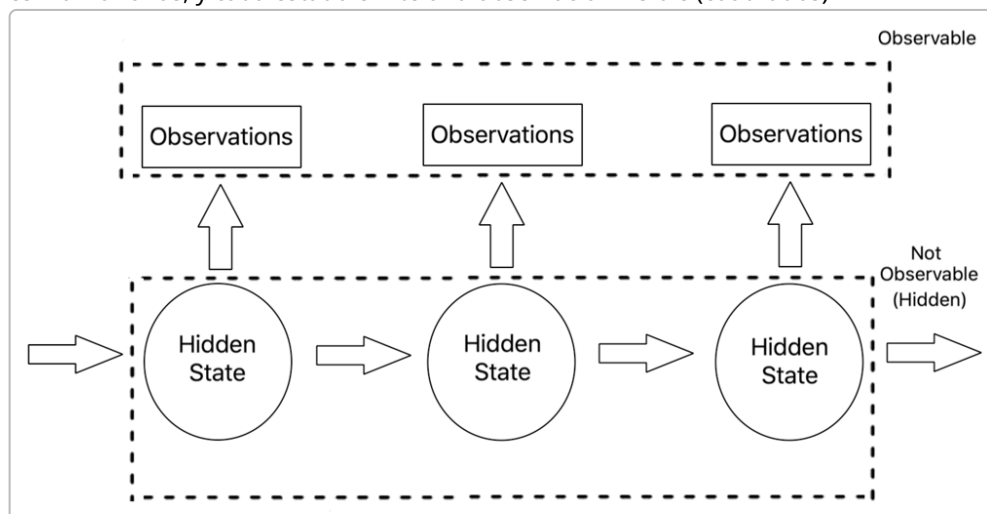 Observable
Observations
Observations
Observations
Not
Observable
(Hidden)
Hidden
State
Hidden
State
Hidden
State